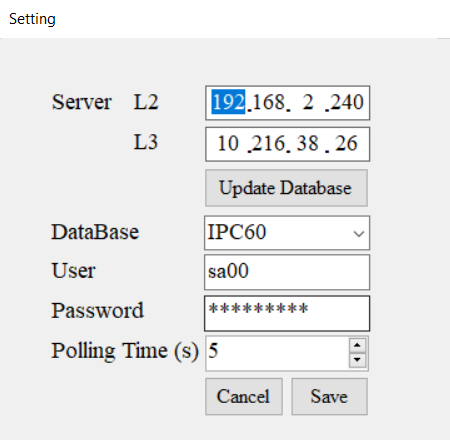 Setting
Server L2 192.168. 2 .240
L3 10 .216. 38 . 26
Update Database
DataBase IPC60
User sa00
Password *********
Polling Time (s) 5
Cancel Save